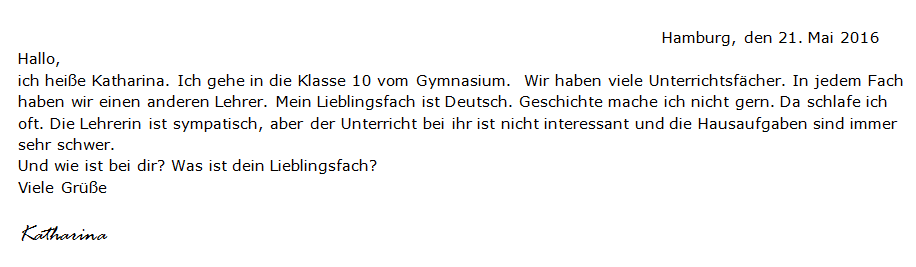 Hamburg, den 21. Mai 2016
Hallo,
ich heiße Katharina. Ich gehe in die Klasse 10 vom Gymnasium. Wir haben viele Unterrichtsfächer. In jedem Fach
haben wir einen anderen Lehrer. Mein Lieblingsfach ist Deutsch. Geschichte mache ich nicht gern. Da schlafe ich
oft. Die Lehrerin ist sympatisch, aber der Unterricht bei ihr ist nicht interessant und die Hausaufgaben sind immer
sehr schwer.
Und wie ist bei dir? Was ist dein Lieblingsfach?
Viele Grüße
Katharina